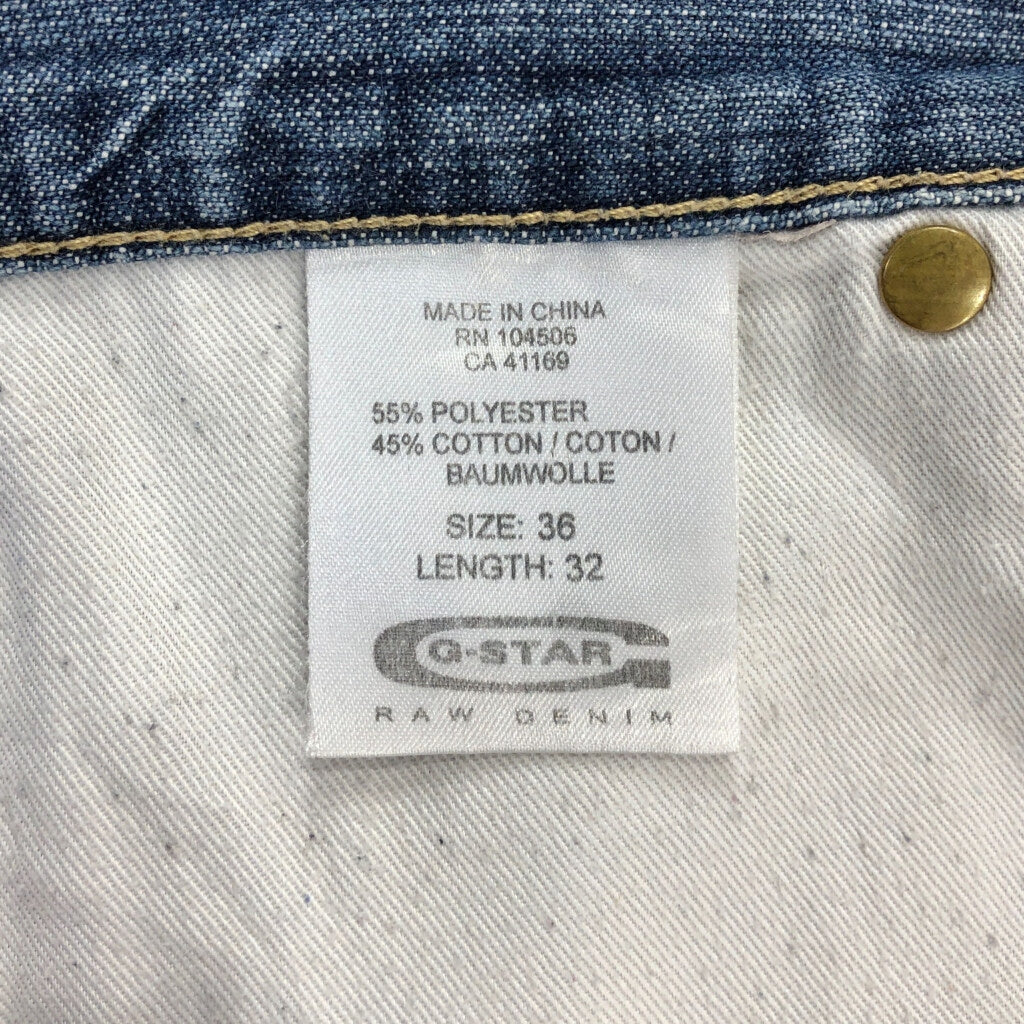 MADE IN CHINA
RN 104506
CA 41169
55% POLYESTER
45% COTTON / COTON /
BAUMWOLLE
SIZE: 36
LENGTH: 32
G-STAR
RAW DENIM